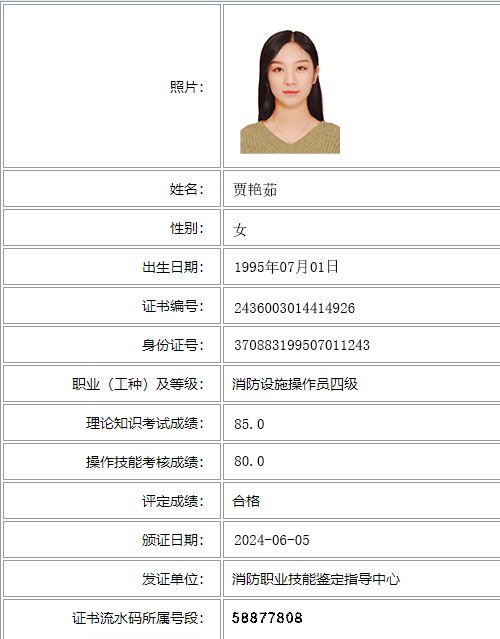 照片：
姓名： 贾艳茹
性别： 女
出生日期： 1995年07月01日
证书编号： 2436003014414926
身份证号： 370883199507011243
职业（工种）及等级： 消防设施操作员四级
理论知识考试成绩： 85.0
操作技能考核成绩： 80.0
评定成绩： 合格
颁证日期： 2024-06-05
发证单位： 消防职业技能鉴定指导中心
证书流水码所属号段： 58877808